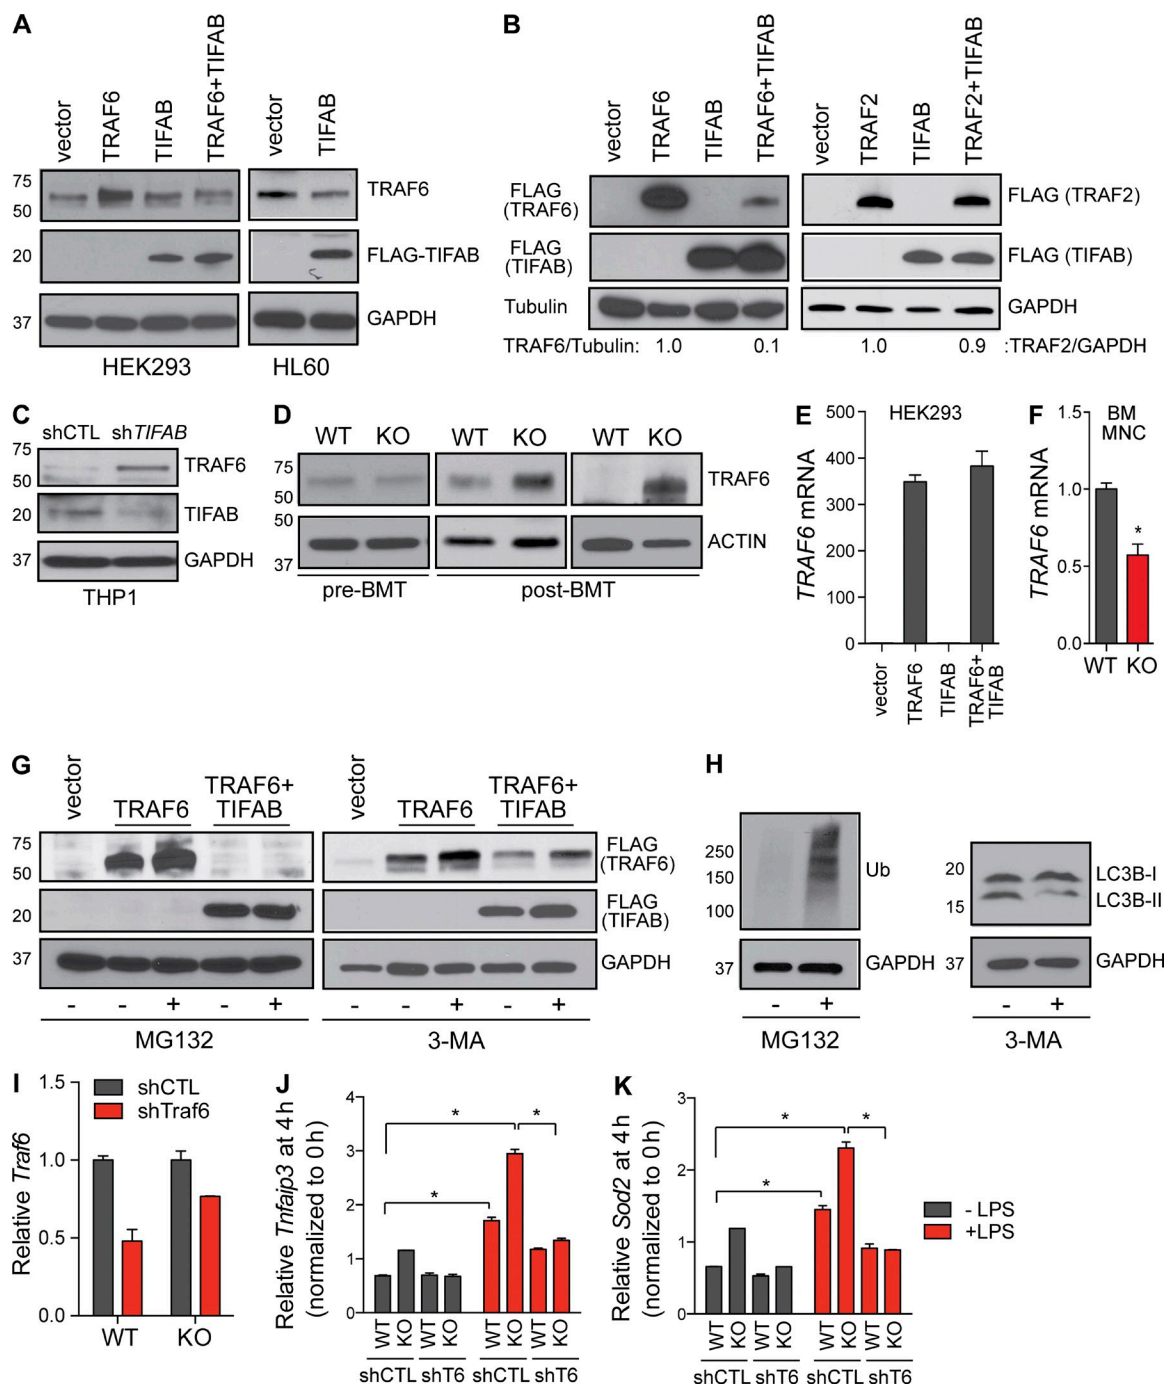 A
vector
TRAF6
TIFAB
TRAF6+TIFAB
vector
TIFAB
75
50
TRAF6
20
FLAG-TIFAB
37
GAPDH
HEK293
HL60
B
vector
TRAF6
TIFAB
TRAF6+TIFAB
vector
TRAF2
TIFAB
TRAF2+TIFAB
FLAG
(TRAF6)
FLAG (TRAF2)
FLAG
(TIFAB)
FLAG (TIFAB)
Tubulin
GAPDH
TRAF6/Tubulin: 1.0 0.1
1.0 0.9 :TRAF2/GAPDH
C
shCTL shTIFAB
75
50
TRAF6
20
TIFAB
37
GAPDH
THP1
D
WT KO WT KO WT KO
75
50
TRAF6
50
37
ACTIN
pre-BMT
post-BMT
E
HEK293
TRAF6 mRNA
500
400
300
200
100
0
vector
TRAF6
TIFAB
TRAF6+
TIFAB
F
BM
MNC
TRAF6 mRNA
1.5
1.0
0.5
0.0
*
WT KO
G
vector
TRAF6
TRAF6+
TIFAB
vector
TRAF6
TRAF6+
TIFAB
75
50
FLAG
(TRAF6)
20
FLAG
(TIFAB)
37
GAPDH
- - + - +
- - + - +
MG132
3-MA
H
250
150
100
Ub
37
GAPDH
- +
MG132
20
15
LC3B-I
LC3B-II
37
GAPDH
- +
3-MA
I
Relative Traf6
1.5
1.0
0.5
0.0
shCTL
shTraf6
WT KO
J
Relative Tnfaip3 at 4h
(normalized to 0h)
4
3
2
1
0
* *
*
WT KO WT KO WT KO WT KO
shCTL shT6 shCTL shT6
K
Relative Sod2 at 4h
(normalized to 0h)
3
2
1
0
* *
*
WT KO WT KO WT KO WT KO
shCTL shT6 shCTL shT6
- LPS
+LPS